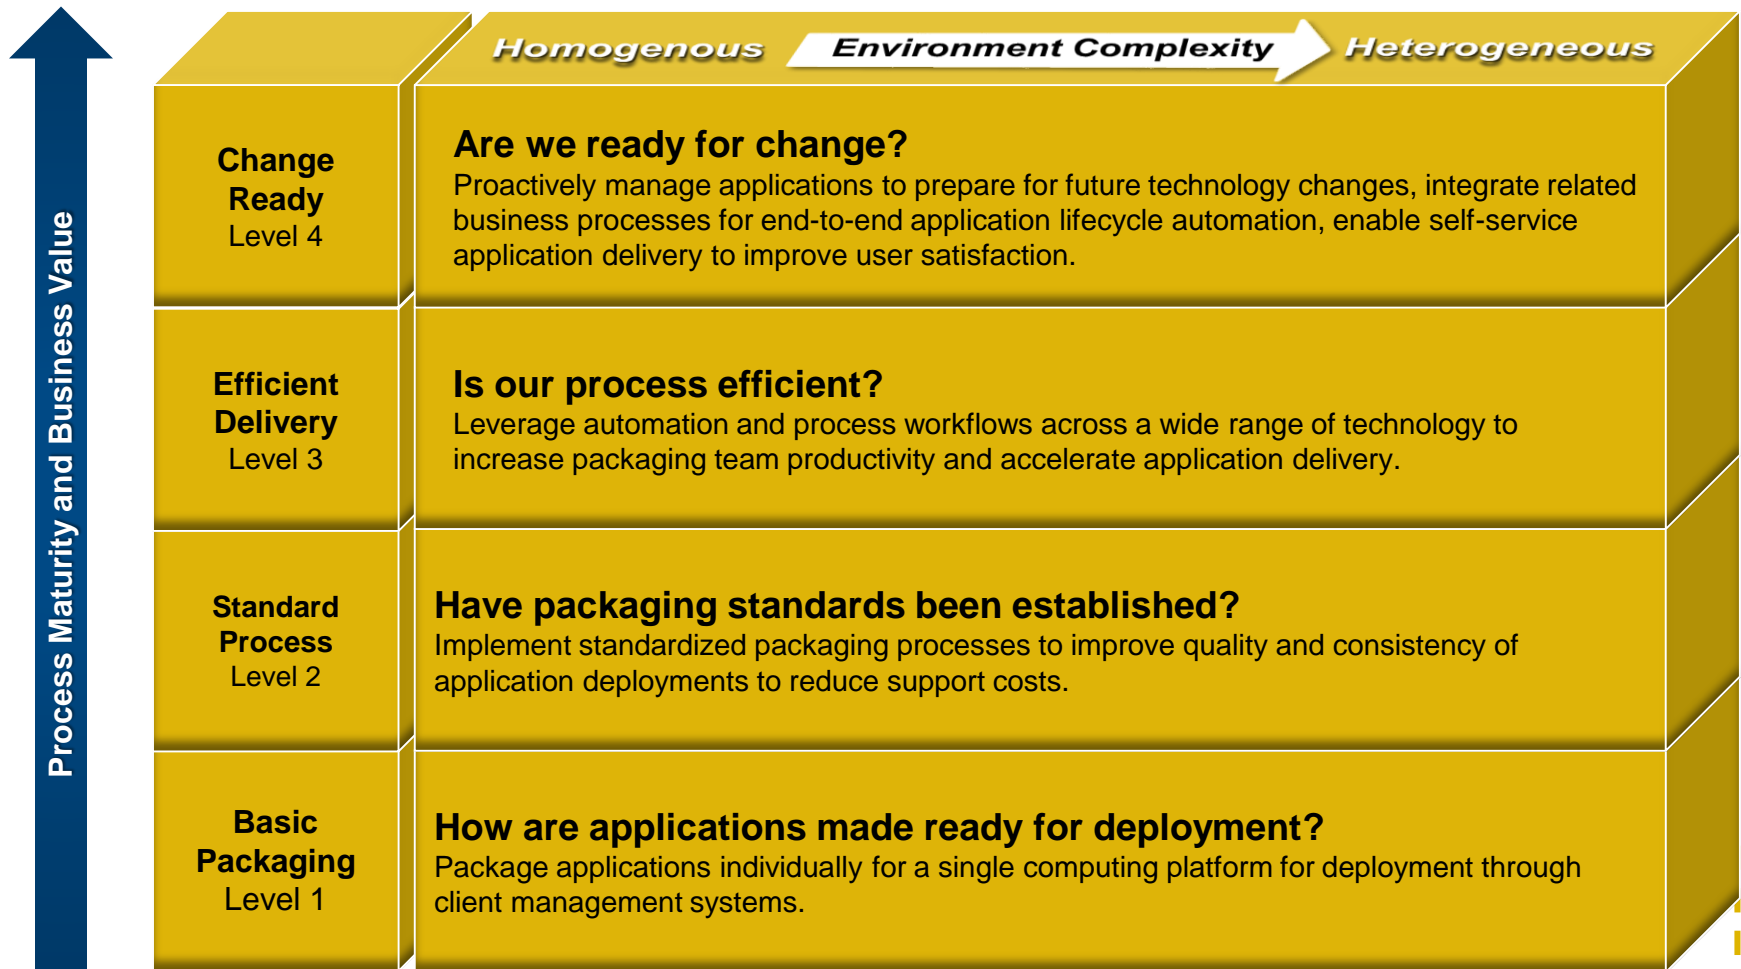 Homogenous
Environment Complexity
Heterogeneous
Process Maturity and Business Value
Change
Ready
Level 4
Are we ready for change?
Proactively manage applications to prepare for future technology changes, integrate related
business processes for end-to-end application lifecycle automation, enable self-service
application delivery to improve user satisfaction.
Efficient
Delivery
Level 3
Is our process efficient?
Leverage automation and process workflows across a wide range of technology to
increase packaging team productivity and accelerate application delivery.
Standard
Process
Level 2
Have packaging standards been established?
Implement standardized packaging processes to improve quality and consistency of
application deployments to reduce support costs.
Basic
Packaging
Level 1
How are applications made ready for deployment?
Package applications individually for a single computing platform for deployment through
client management systems.